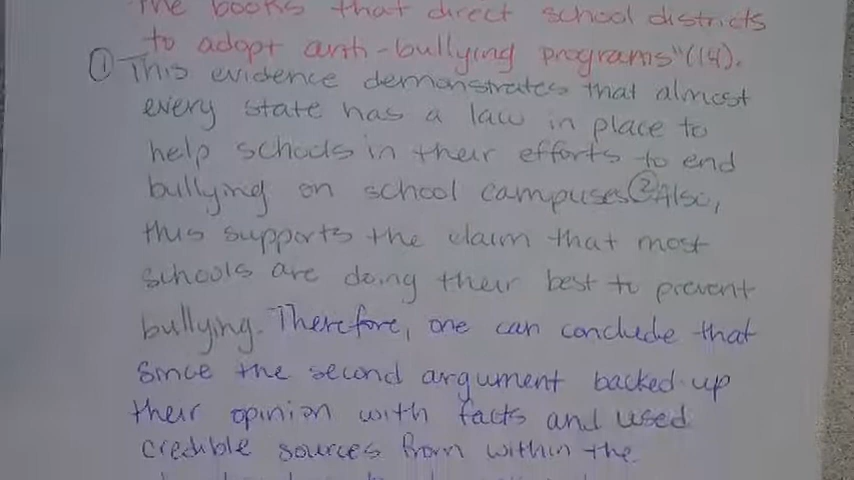 the books that direct school districts
to adopt anti-bullying programs" (14).
① This evidence demonstrates that almost
every state has a law in place to
help schools in their efforts to end
bullying on school campuses. ② Also,
this supports the claim that most
schools are doing their best to prevent
bullying. Therefore, one can conclude that
since the second argument backed up
their opinion with facts and used
credible sources from within the